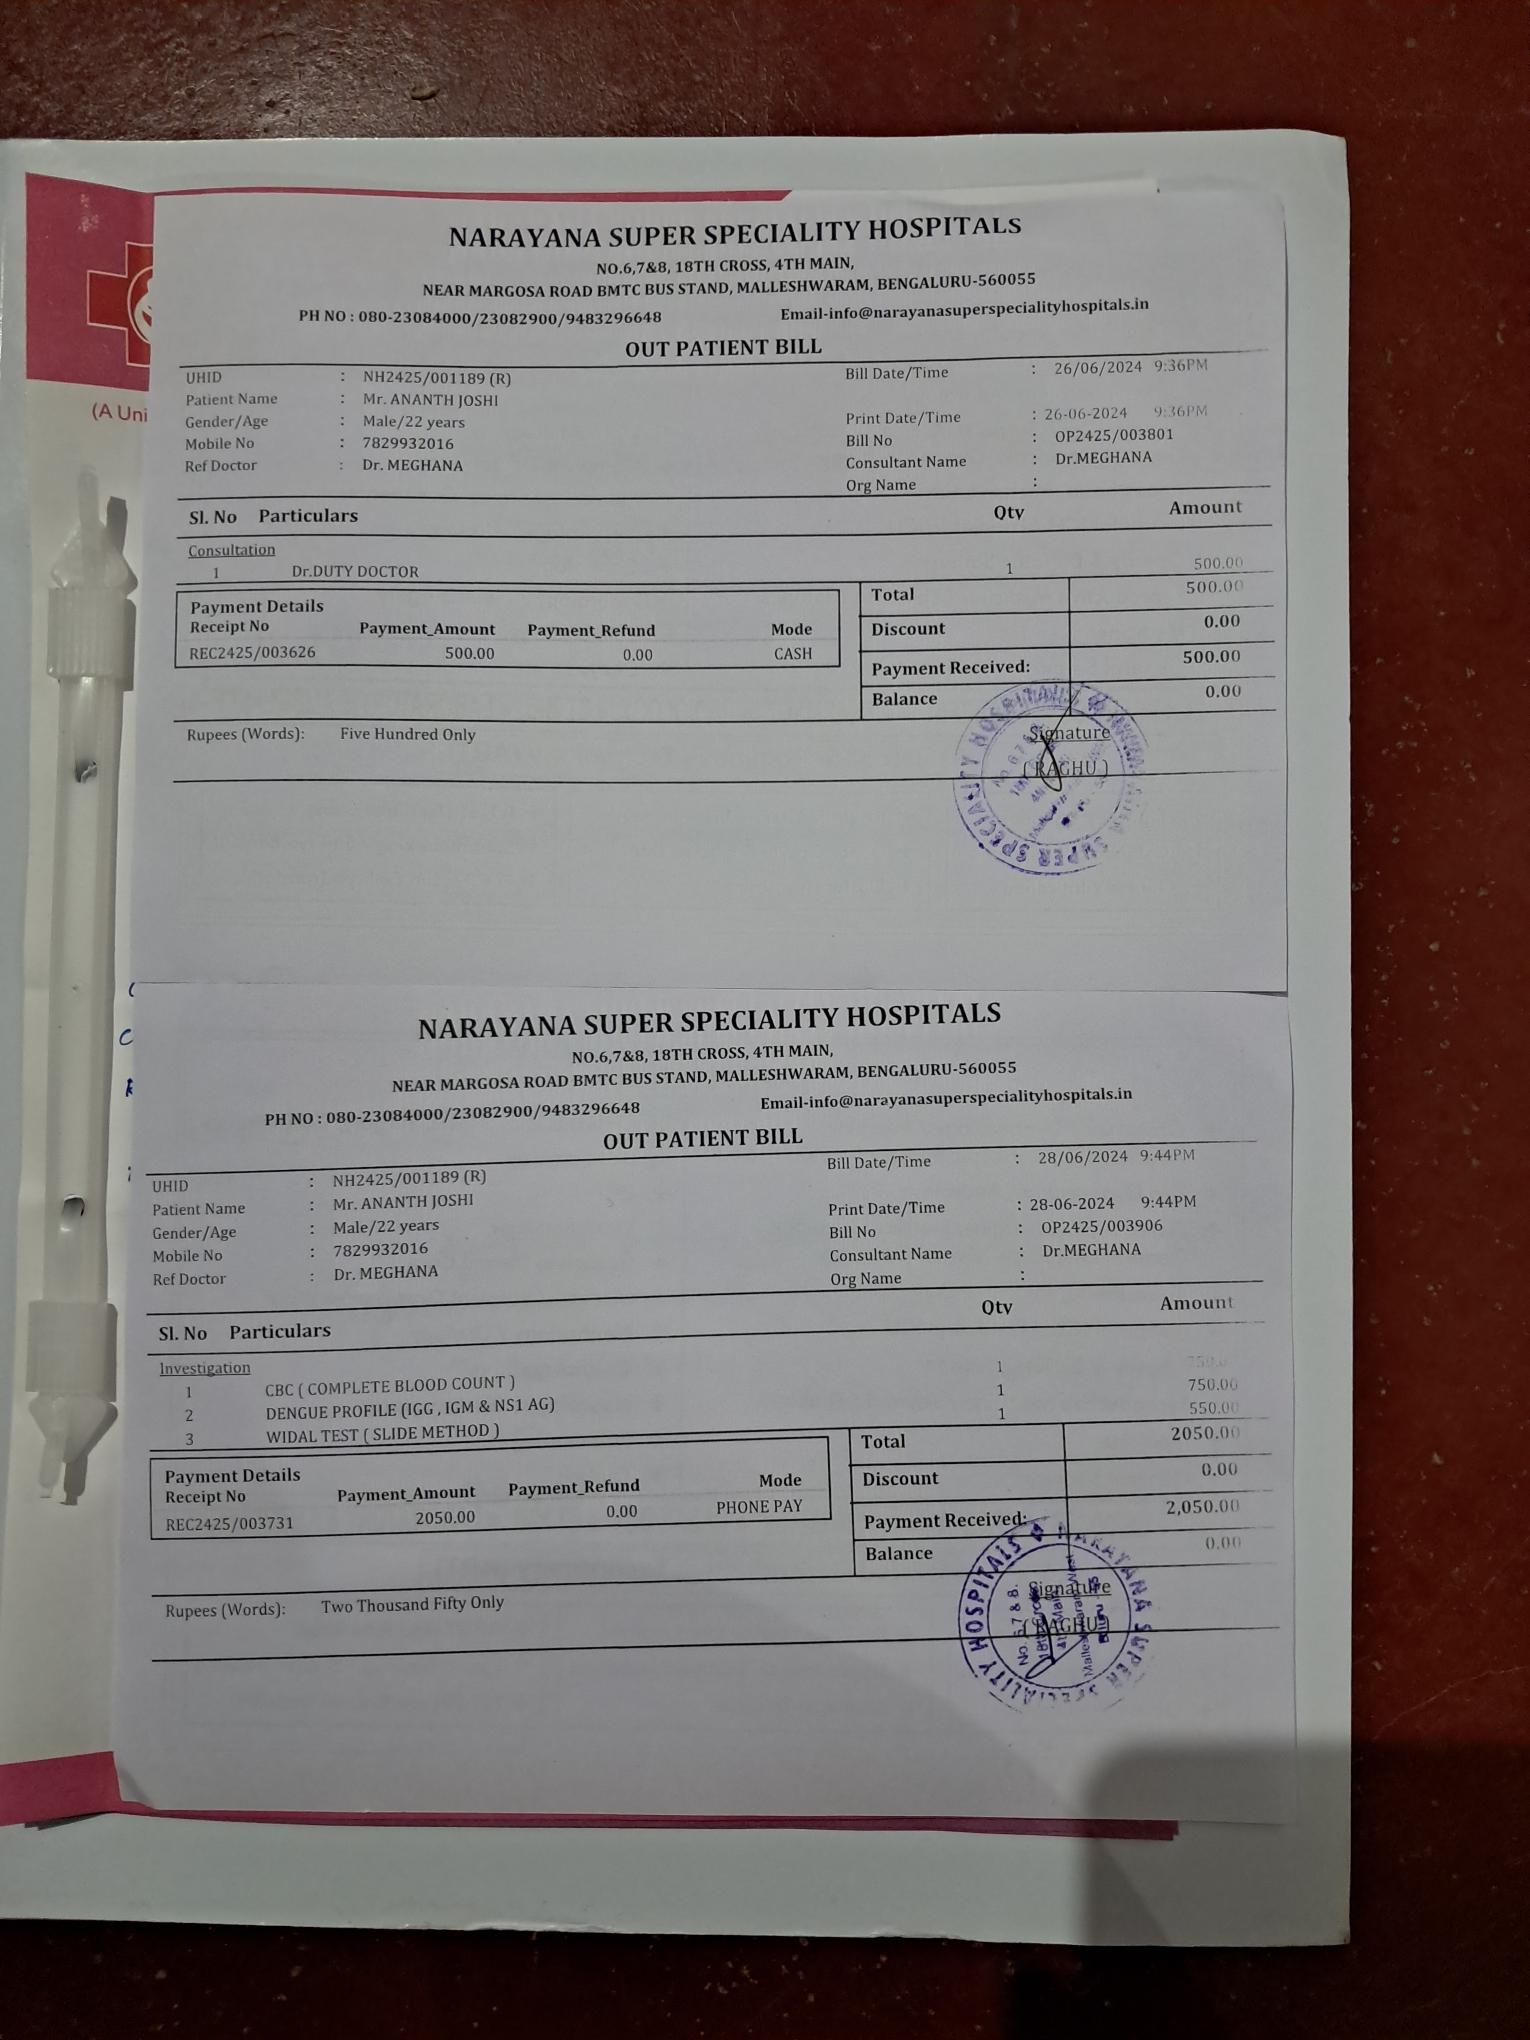 (A Uni
NARAYANA SUPER SPECIALITY HOSPITALS
NO.6,7&8, 18TH CROSS, 4TH MAIN,
NEAR MARGOSA ROAD BMTC BUS STAND, MALLESHWARAM, BENGALURU-560055
PH NO : 080-23084000/23082900/9483296648 Email-info@narayanasuperspecialityhospitals.in
OUT PATIENT BILL
UHID : NH2425/001189 (R) Bill Date/Time : 26/06/2024 9:36PM
Patient Name : Mr. ANANTH JOSHI
Gender/Age : Male/22 years Print Date/Time : 26-06-2024 9:36PM
Mobile No : 7829932016 Bill No : OP2425/003801
Ref Doctor : Dr. MEGHANA Consultant Name : Dr.MEGHANA
Org Name :
Sl. No Particulars Qty Amount
Consultation
1 Dr.DUTY DOCTOR 1 500.00
Payment Details Total 500.00
Receipt No Payment_Amount Payment_Refund Mode Discount 0.00
REC2425/003626 500.00 0.00 CASH Payment Received: 500.00
Balance 0.00
Rupees (Words): Five Hundred Only Signature
( RAGHU )
SPECIALITY HOSPITALS SUPER
NARAYANA SUPER SPECIALITY HOSPITALS
NO.6,7&8, 18TH CROSS, 4TH MAIN,
NEAR MARGOSA ROAD BMTC BUS STAND, MALLESHWARAM, BENGALURU-560055
PH NO : 080-23084000/23082900/9483296648 Email-info@narayanasuperspecialityhospitals.in
OUT PATIENT BILL
UHID : NH2425/001189 (R) Bill Date/Time : 28/06/2024 9:44PM
Patient Name : Mr. ANANTH JOSHI
Gender/Age : Male/22 years Print Date/Time : 28-06-2024 9:44PM
Mobile No : 7829932016 Bill No : OP2425/003906
Ref Doctor : Dr. MEGHANA Consultant Name : Dr.MEGHANA
Org Name :
Sl. No Particulars Qty Amount
Investigation
1 CBC ( COMPLETE BLOOD COUNT ) 1
2 DENGUE PROFILE (IGG , IGM & NS1 AG) 1 750.00
3 WIDAL TEST ( SLIDE METHOD ) 1 550.00
Payment Details Total 2050.00
Receipt No Payment_Amount Payment_Refund Mode Discount 0.00
REC2425/003731 2050.00 0.00 PHONE PAY Payment Received: 2,050.00
Balance 0.00
Rupees (Words): Two Thousand Fifty Only Signature
( RAGHU )
NARAYANA SUPER SPECIALITY HOSPITALS
No. 6,7 & 8.